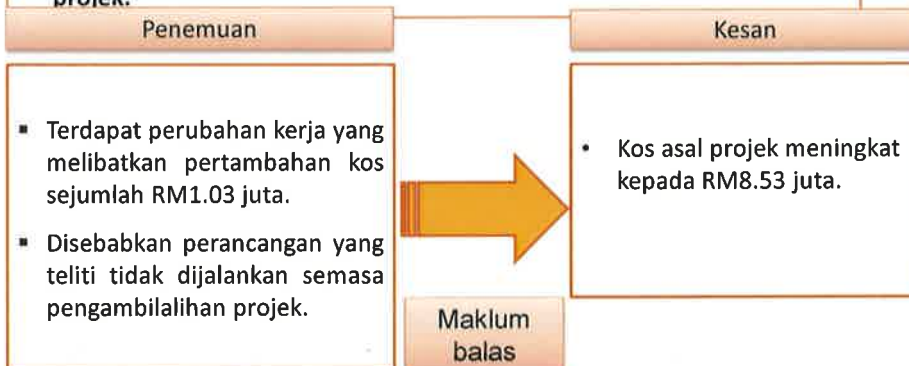 projek.
Penemuan
▪ Terdapat perubahan kerja yang
melibatkan pertambahan kos
sejumlah RM1.03 juta.
▪ Disebabkan perancangan yang
teliti tidak dijalankan semasa
pengambilalihan projek.
Maklum
balas
Kesan
• Kos asal projek meningkat
kepada RM8.53 juta.